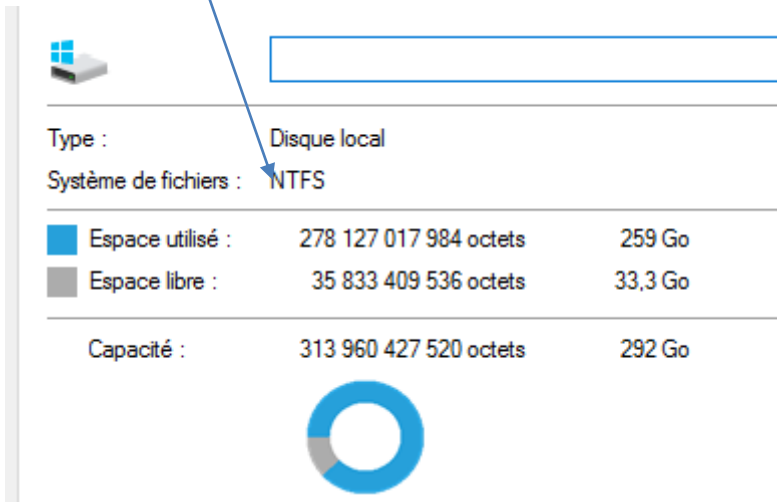 Type : Disque local
Système de fichiers : NTFS
Espace utilisé : 278 127 017 984 octets 259 Go
Espace libre : 35 833 409 536 octets 33,3 Go
Capacité : 313 960 427 520 octets 292 Go